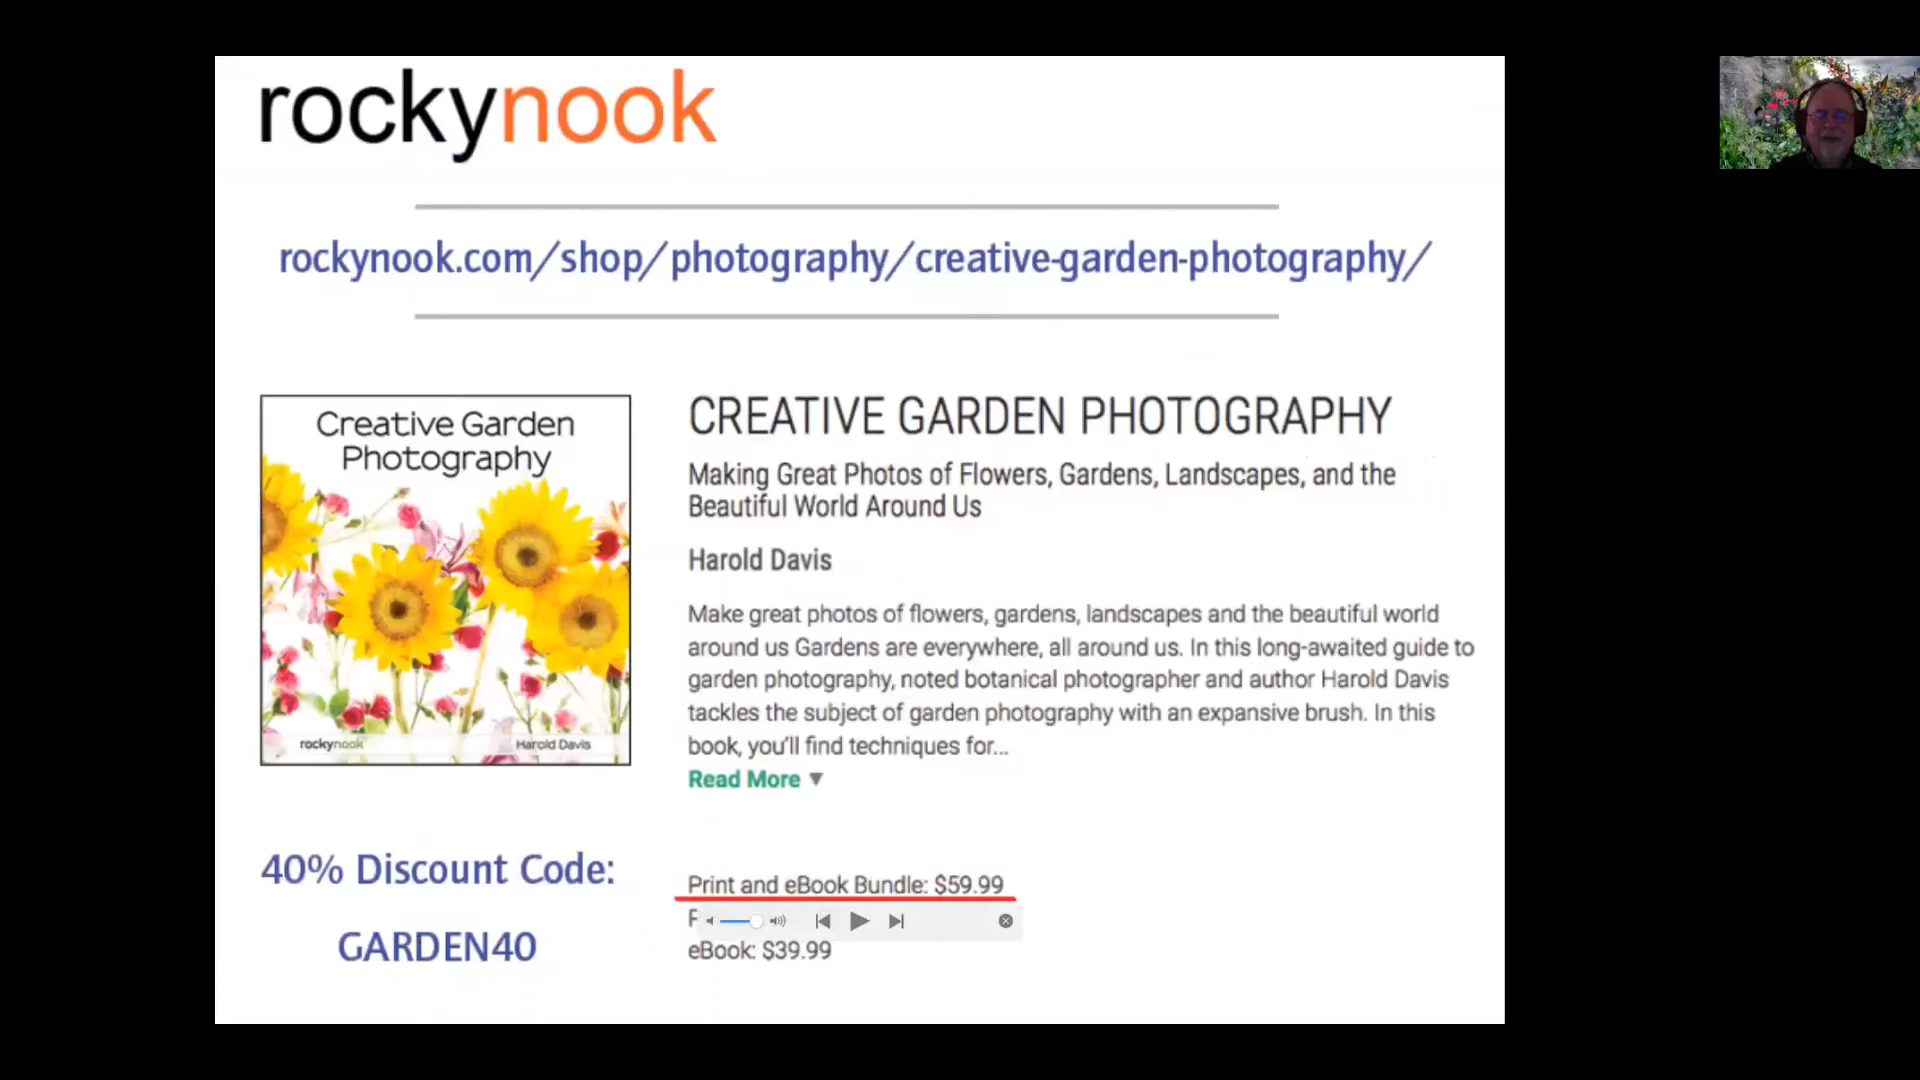 rockynook
rockynook.com/shop/photography/creative-garden-photography/
Creative Garden
Photography
rockynook
Harold Davis
CREATIVE GARDEN PHOTOGRAPHY
Making Great Photos of Flowers, Gardens, Landscapes, and the
Beautiful World Around Us
Harold Davis
Make great photos of flowers, gardens, landscapes and the beautiful world
around us Gardens are everywhere, all around us. In this long-awaited guide to
garden photography, noted botanical photographer and author Harold Davis
tackles the subject of garden photography with an expansive brush. In this
book, you'll find techniques for...
Read More
40% Discount Code:
GARDEN40
Print and eBook Bundle: $59.99
eBook: $39.99